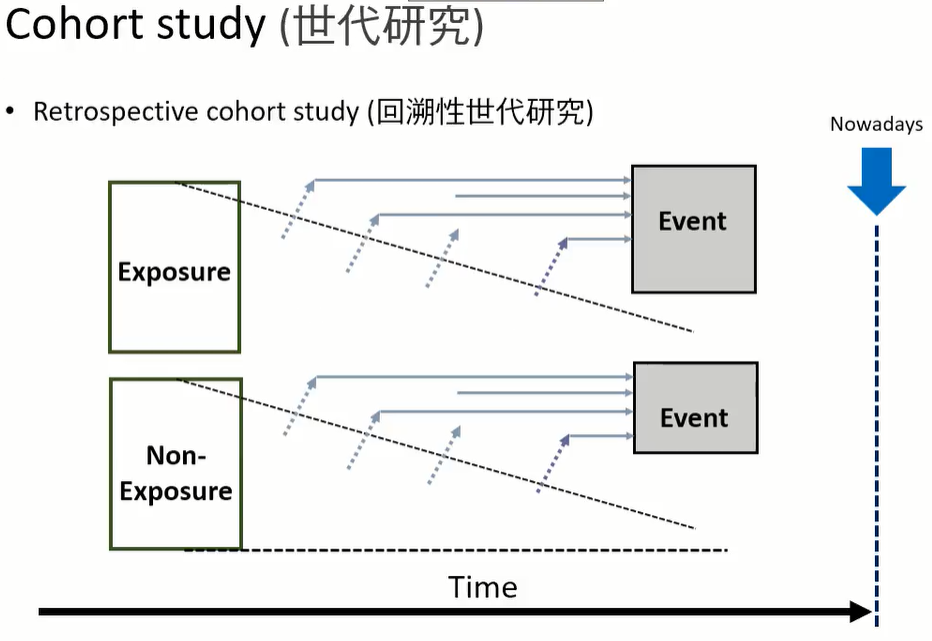 Cohort study (世代研究)
• Retrospective cohort study (回溯性世代研究)
Nowadays
Exposure
Event
Non-
Exposure
Event
Time